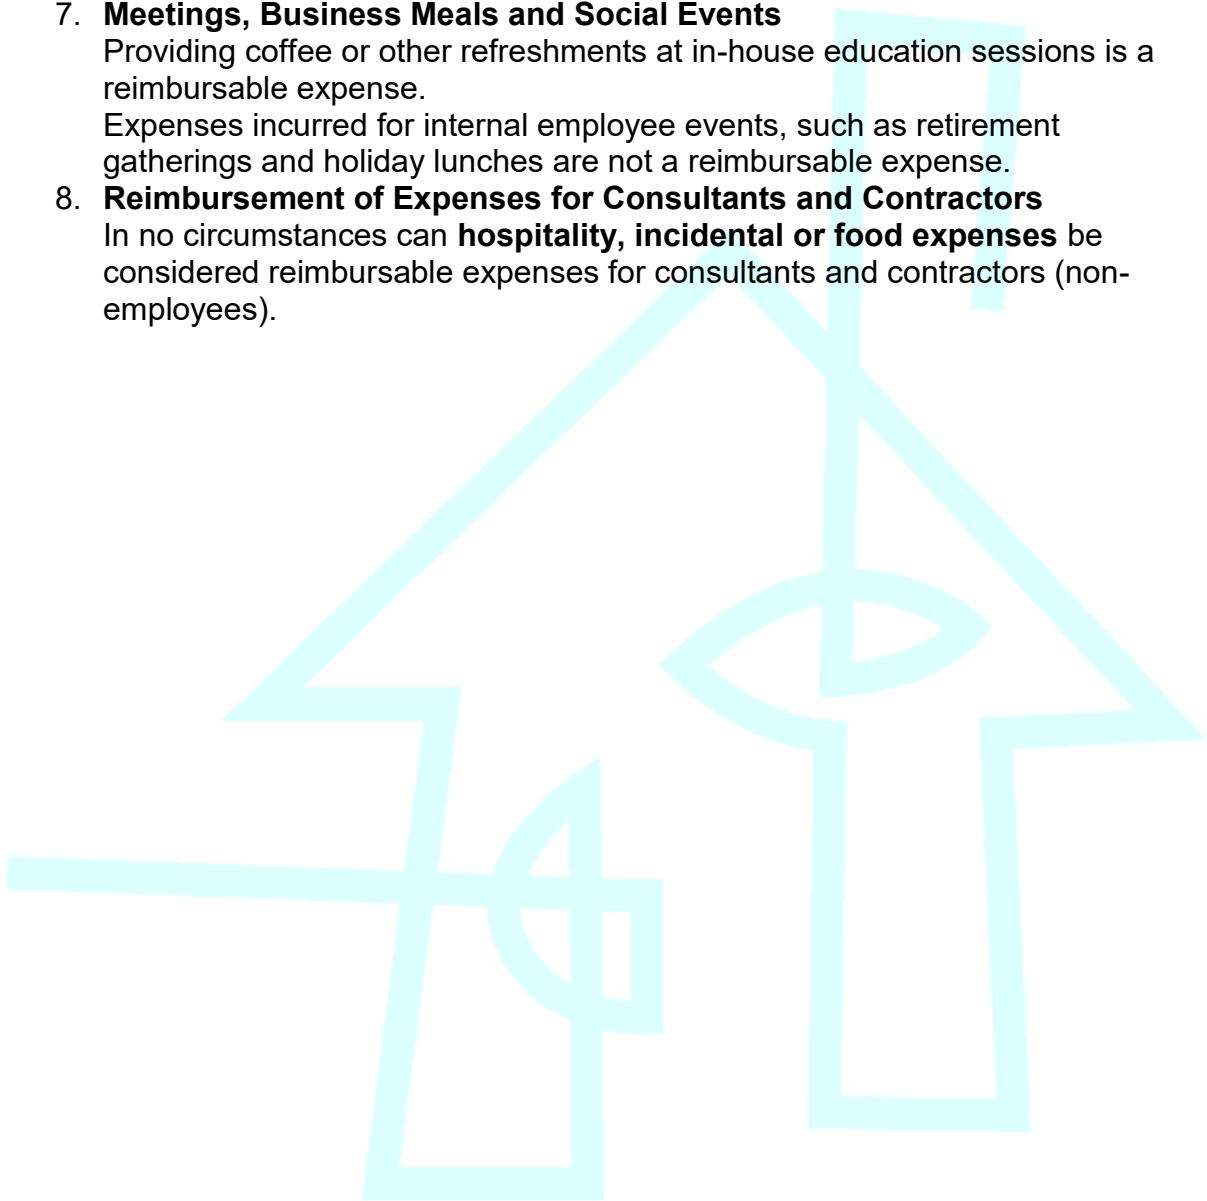 7. Meetings, Business Meals and Social Events
Providing coffee or other refreshments at in-house education sessions is a
reimbursable expense.
Expenses incurred for internal employee events, such as retirement
gatherings and holiday lunches are not a reimbursable expense.
8. Reimbursement of Expenses for Consultants and Contractors
In no circumstances can hospitality, incidental or food expenses be
considered reimbursable expenses for consultants and contractors (non-
employees).